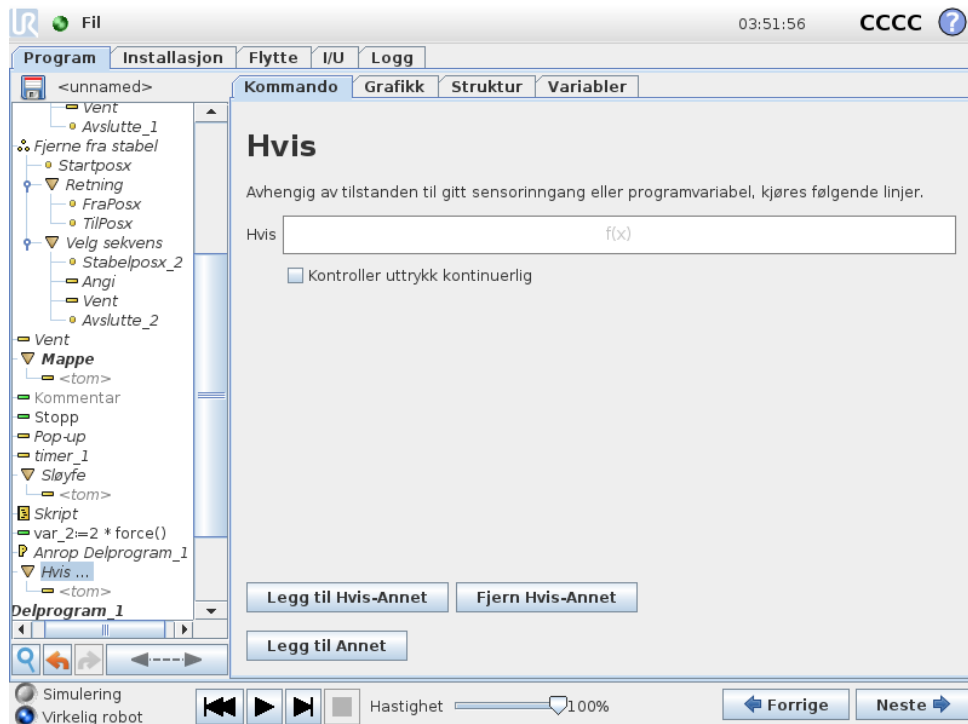 UR Fil 03:51:56 CCCC ?
Program Installasjon Flytte I/U Logg
<unnamed>
Kommando Grafikk Struktur Variabler
Vent
Avslutte_1
Fjerne fra stabel
Startposx
Retning
FraPosx
TilPosx
Velg sekvens
Stabelposx_2
Angi
Vent
Avslutte_2
Vent
Mappe
<tom>
Kommentar
Stopp
Pop-up
timer_1
Sløyfe
<tom>
Skript
var_2:=2 * force()
P Anrop Delprogram_1
Hvis ...
<tom>
Delprogram_1
Hvis
Avhengig av tilstanden til gitt sensorinngang eller programvariabel, kjøres følgende linjer.
Hvis f(x)
Kontroller uttrykk kontinuerlig
Legg til Hvis-Annet Fjern Hvis-Annet
Legg til Annet
Simulering
Virkelig robot
Hastighet 100%
Forrige Neste